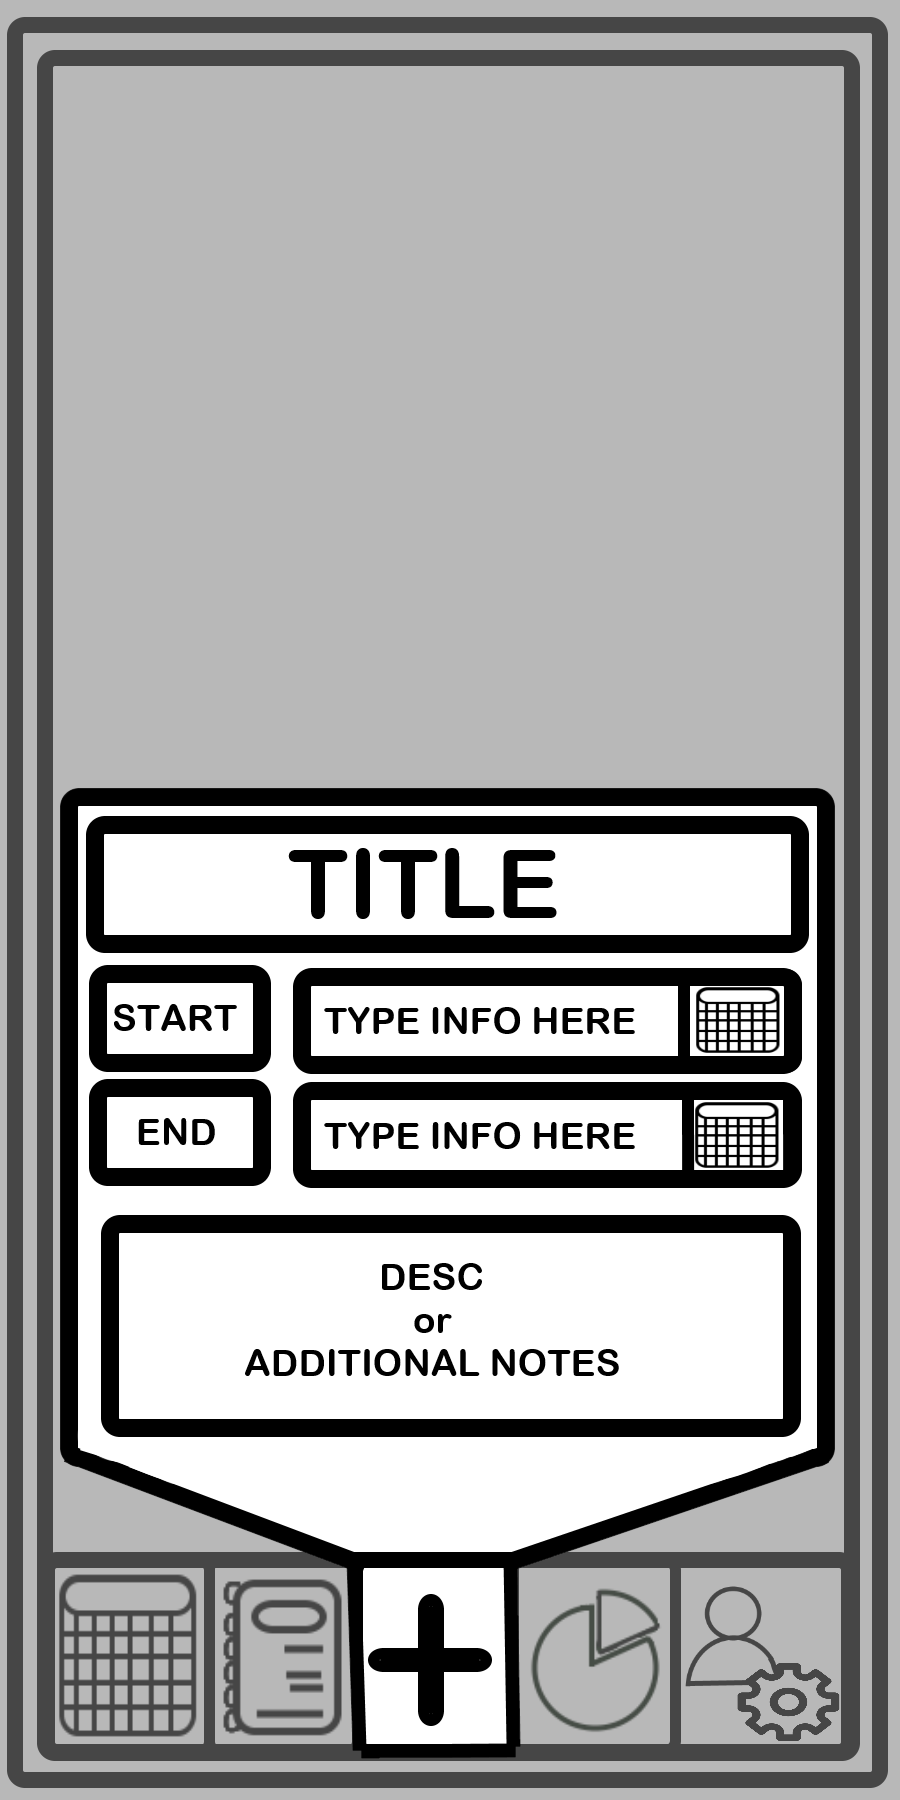 TITLE
START
TYPE INFO HERE
END
TYPE INFO HERE
DESC
or
ADDITIONAL NOTES